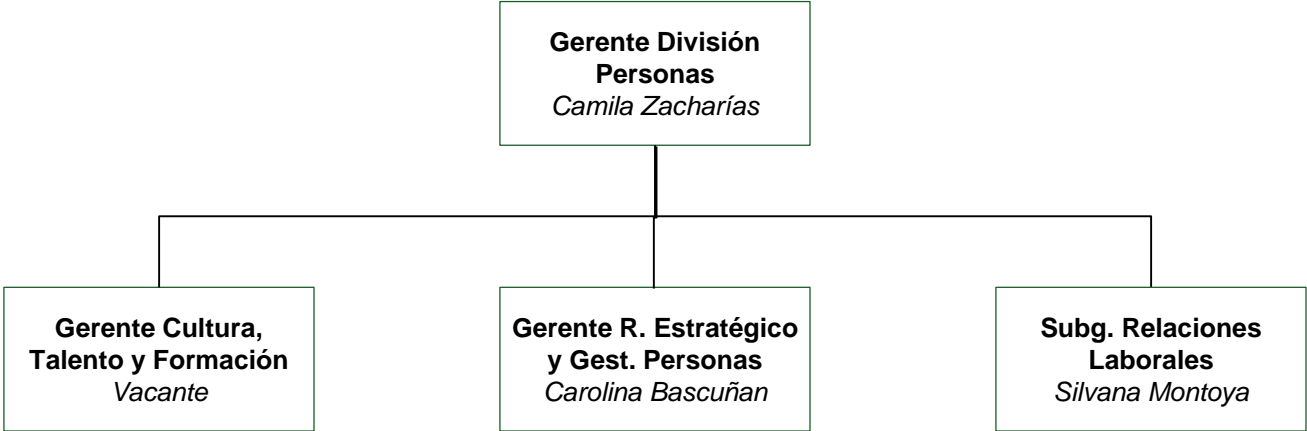 Gerente División
Personas
Camila Zacharías
Gerente Cultura,
Talento y Formación
Vacante
Gerente R. Estratégico
y Gest. Personas
Carolina Bascuñan
Subg. Relaciones
Laborales
Silvana Montoya